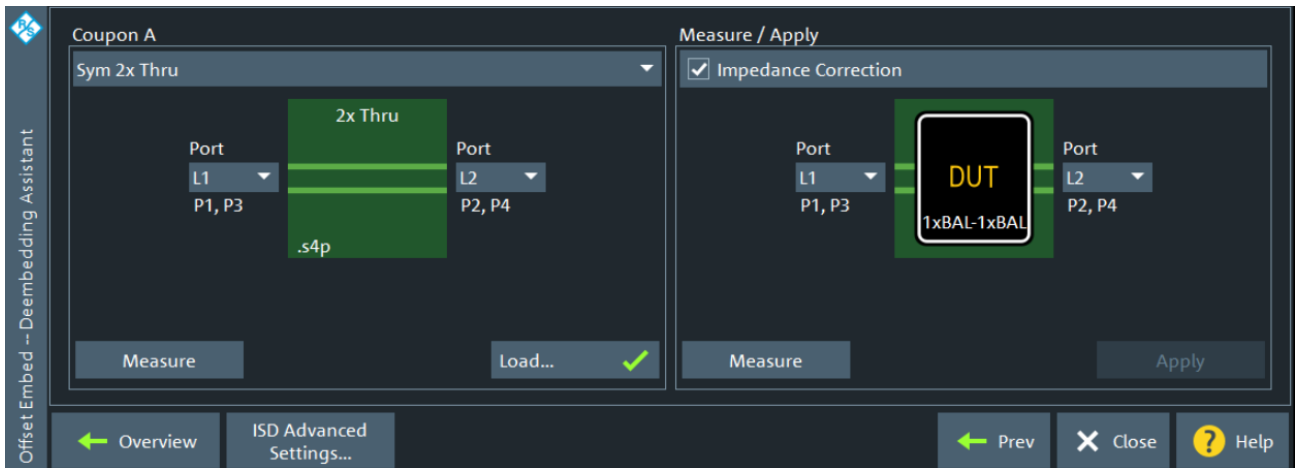 R&S
Offset Embed -- Deembedding Assistant
Coupon A
Sym 2x Thru
2x Thru
Port
L1
P1, P3
Port
L2
P2, P4
.s4p
Measure
Load...
Measure / Apply
Impedance Correction
Port
L1
P1, P3
DUT
1xBAL-1xBAL
Port
L2
P2, P4
Measure
Apply
Overview
ISD Advanced
Settings...
Prev
Close
? Help